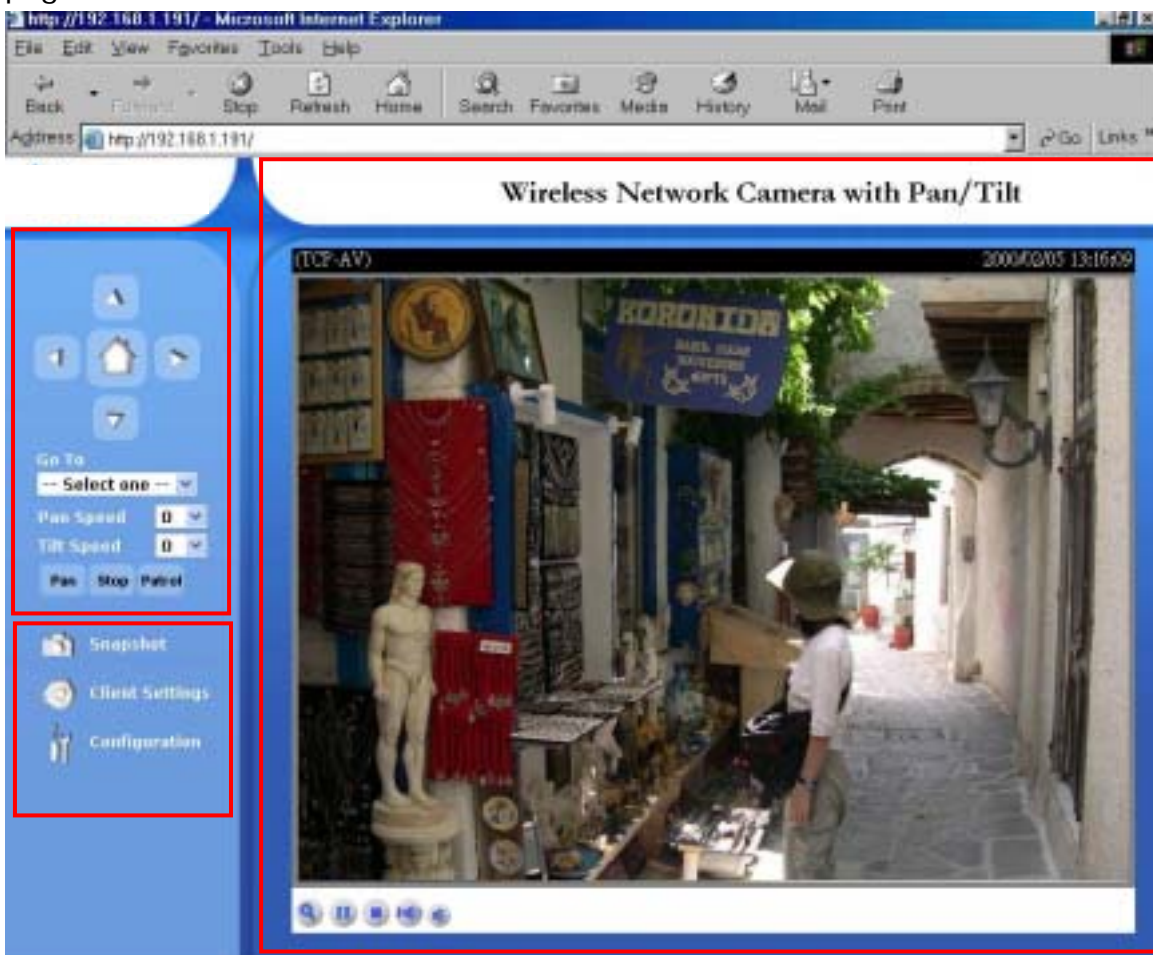 http://192.168.1.191/ - Microsoft Internet Explorer
File Edit View Favorites Tools Help
Back Forward Stop Refresh Home Search Favorites Media History Mail Print
Address http://192.168.1.191/ Go Links
Wireless Network Camera with Pan/Tilt
(TCP-AV) 2000/02/05 13:16:09
KORONIDA
GIFTS
Go To
-- Select one --
Pan Speed 0
Tilt Speed 0
Pan Stop Patrol
Snapshot
Client Settings
Configuration